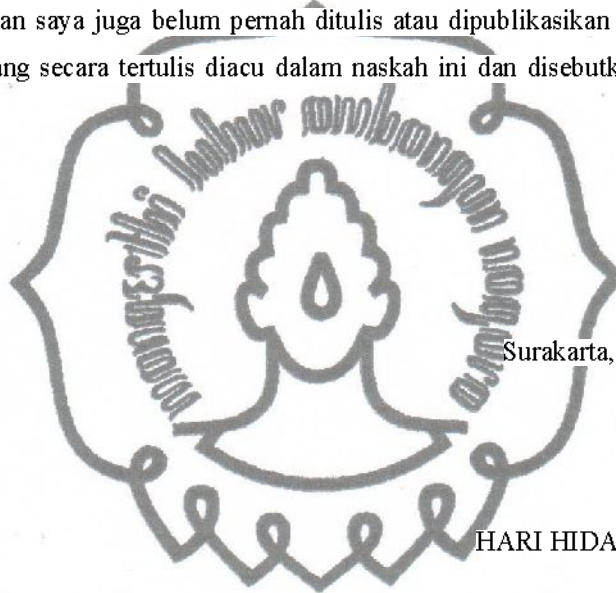 an saya juga belum pernah ditulis atau dipublikasikan
ang secara tertulis diacu dalam naskah ini dan disebutk
Surakarta,
HARI HIDA